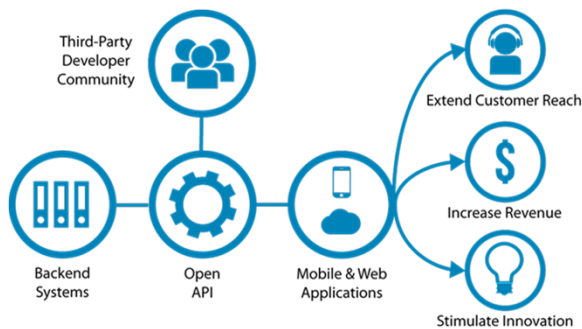 Third-Party
Developer
Community
Extend Customer Reach
$
Increase Revenue
Backend
Systems
Open
API
Mobile & Web
Applications
Stimulate Innovation